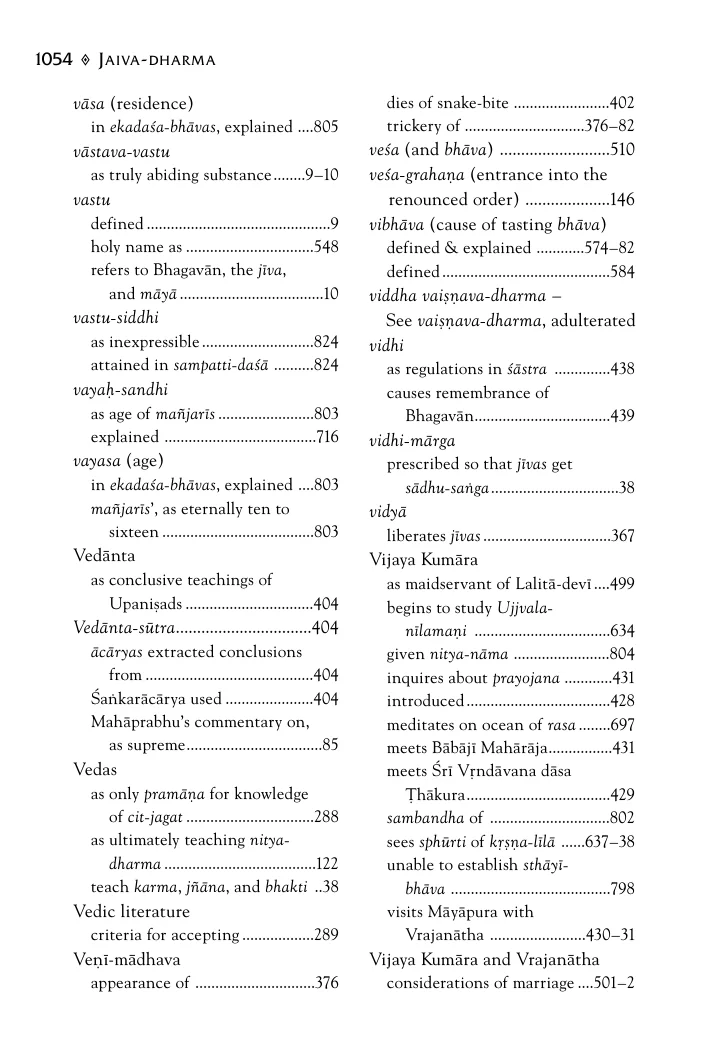 1054 ◊ JAIVA-DHARMA
vāsa (residence)
in ekadaśa-bhāvas, explained ....805
vāstava-vastu
as truly abiding substance........9–10
vastu
defined ..............................................9
holy name as ................................548
refers to Bhagavān, the jīva,
and māyā ....................................10
vastu-siddhi
as inexpressible ............................824
attained in sampatti-daśā ..........824
vayaḥ-sandhi
as age of mañjarīs ........................803
explained ......................................716
vayasa (age)
in ekadaśa-bhāvas, explained ....803
mañjarīs’, as eternally ten to
sixteen ......................................803
Vedānta
as conclusive teachings of
Upaniṣads ................................404
Vedānta-sūtra................................404
ācāryas extracted conclusions
from ..........................................404
Śaṅkarācārya used ......................404
Mahāprabhu’s commentary on,
as supreme..................................85
Vedas
as only pramāṇa for knowledge
of cit-jagat ................................288
as ultimately teaching nitya-
dharma ......................................122
teach karma, jñāna, and bhakti ..38
Vedic literature
criteria for accepting ..................289
Veṇī-mādhava
appearance of ..............................376
dies of snake-bite ........................402
trickery of ..............................376–82
veśa (and bhāva) ..........................510
veśa-grahaṇa (entrance into the
renounced order) ....................146
vibhāva (cause of tasting bhāva)
defined & explained ............574–82
defined..........................................584
viddha vaiṣṇava-dharma –
See vaiṣṇava-dharma, adulterated
vidhi
as regulations in śāstra ..............438
causes remembrance of
Bhagavān..................................439
vidhi-mārga
prescribed so that jīvas get
sādhu-saṅga................................38
vidyā
liberates jīvas ................................367
Vijaya Kumāra
as maidservant of Lalitā-devī ....499
begins to study Ujjvala-
nīlamaṇi ..................................634
given nitya-nāma ........................804
inquires about prayojana ............431
introduced....................................428
meditates on ocean of rasa ........697
meets Bābājī Mahārāja................431
meets Śrī Vṛndāvana dāsa
Ṭhākura....................................429
sambandha of ..............................802
sees sphūrti of kṛṣṇa-līlā ......637–38
unable to establish sthāyī-
bhāva ........................................798
visits Māyāpura with
Vrajanātha ........................430–31
Vijaya Kumāra and Vrajanātha
considerations of marriage ....501–2